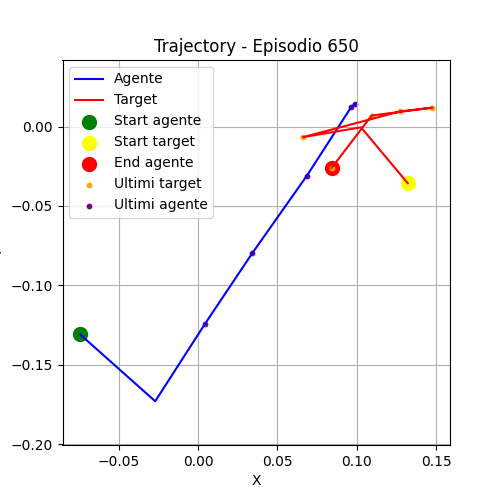 Trajectory - Episodio 650
Agente
Target
Start agente
Start target
End agente
Ultimi target
Ultimi agente
0.00
−0.05
−0.10
−0.15
−0.20
−0.05
0.00
0.05
0.10
0.15
X